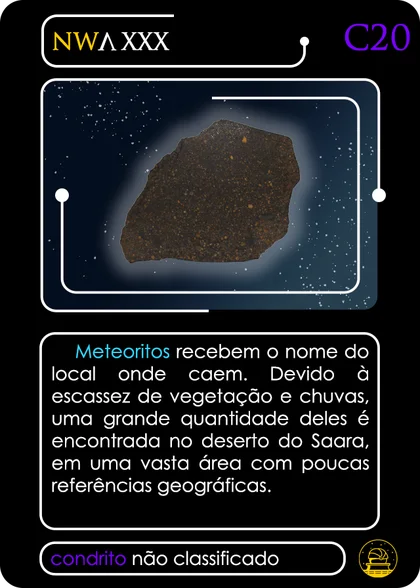 NWA XXX
C20
Meteoritos recebem o nome do
local onde caem. Devido à
escassez de vegetação e chuvas,
uma grande quantidade deles é
encontrada no deserto do Saara,
em uma vasta área com poucas
referências geográficas.
condrito não classificado